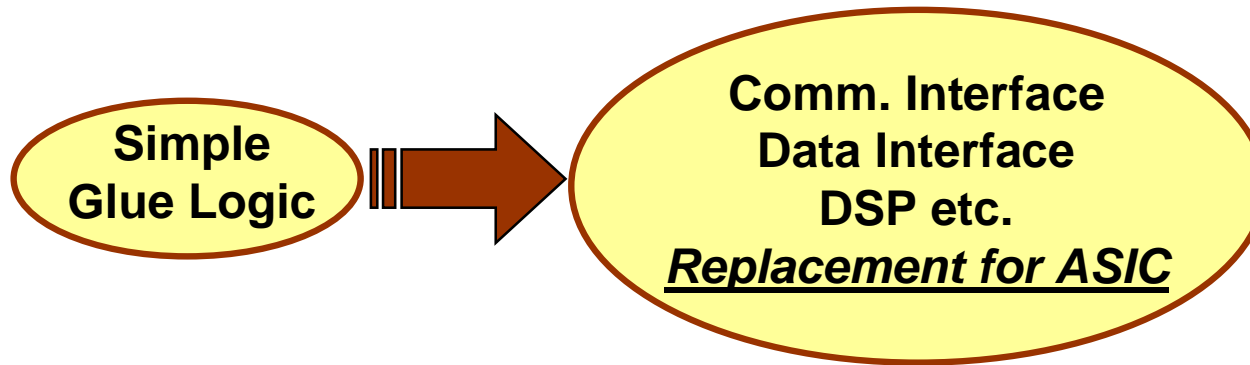 Simple
Glue Logic
Comm. Interface
Data Interface
DSP etc.
Replacement for ASIC